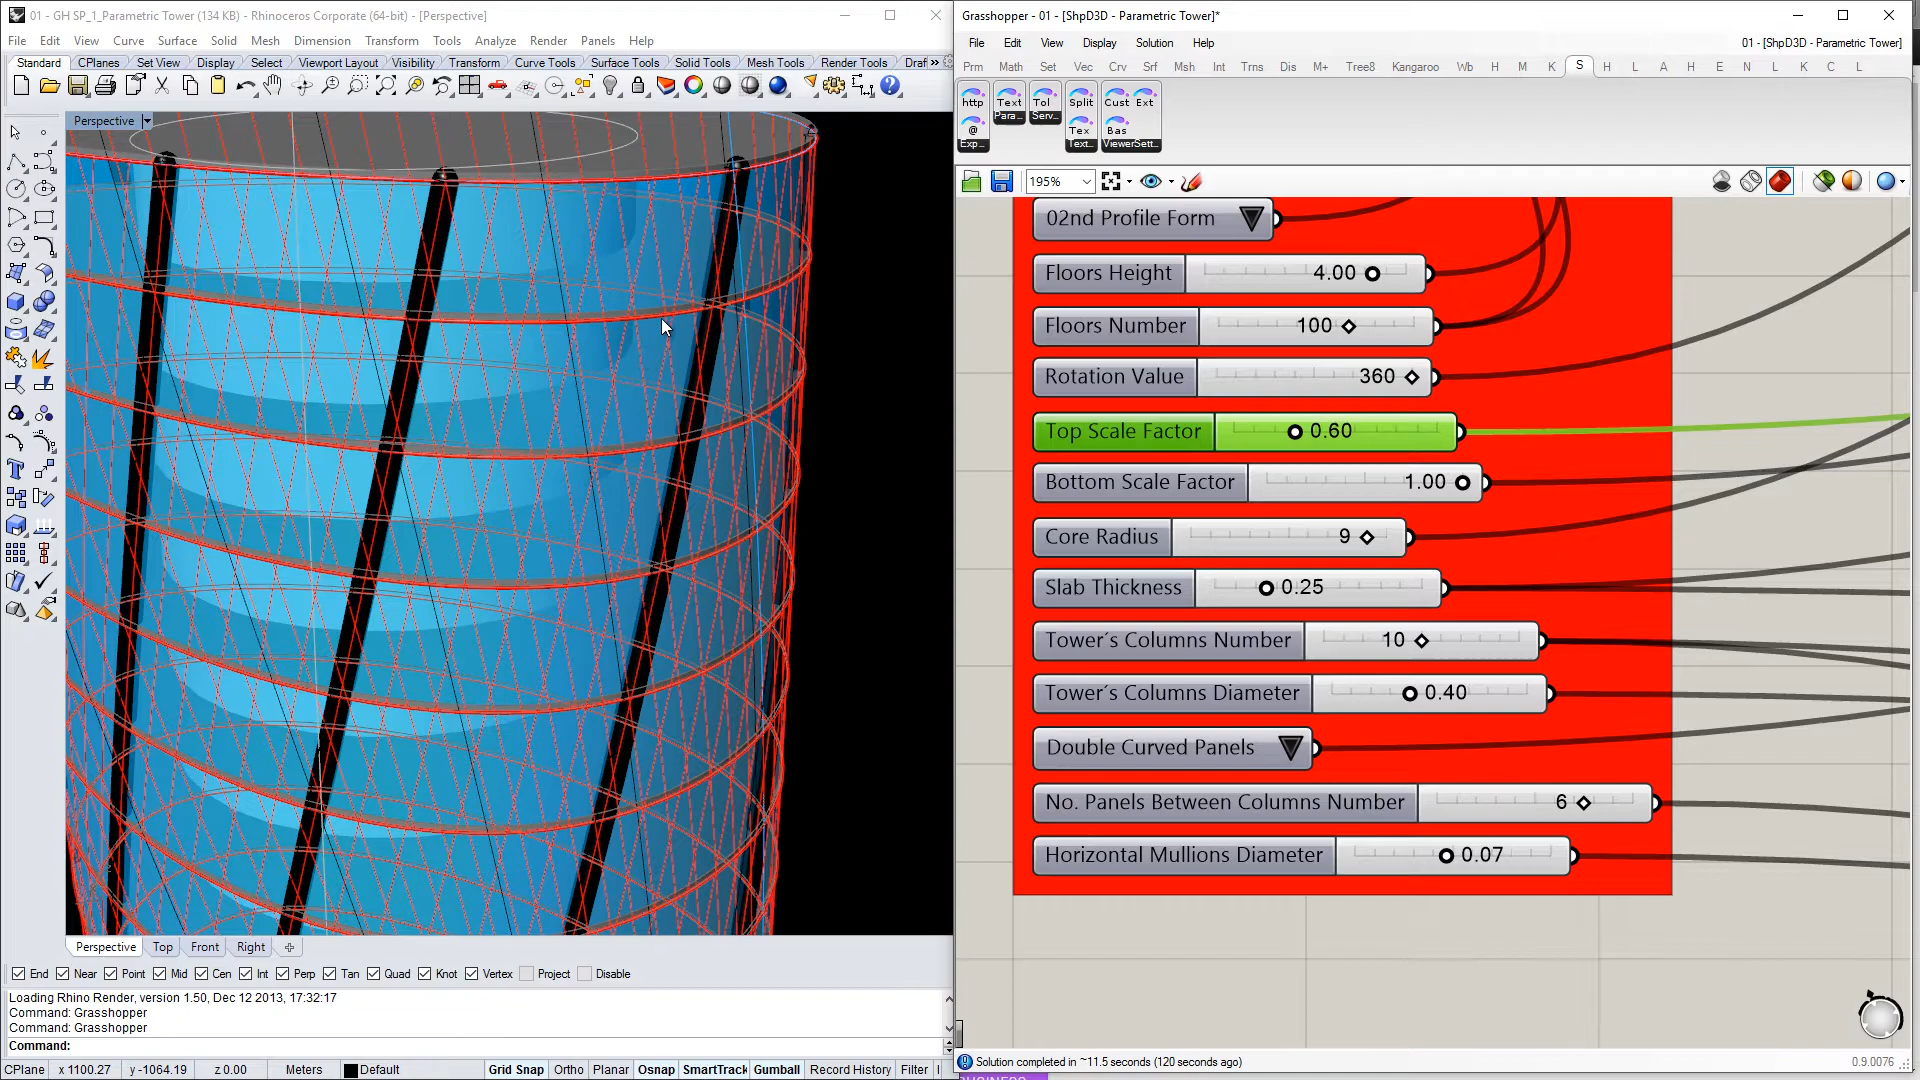 01 - GH SP_1_Parametric Tower (134 KB) - Rhinoceros Corporate (64-bit) - [Perspective]
File Edit View Curve Surface Solid Mesh Dimension Transform Tools Analyze Render Panels Help
Standard CPlanes Set View Display Select Viewport Layout Visibility Transform Curve Tools Surface Tools Solid Tools Mesh Tools Render Tools Draf »
Perspective
Perspective Top Front Right
End Near Point Mid Cen Int Perp Tan Quad Knot Vertex Project Disable
Loading Rhino Render, version 1.50, Dec 12 2013, 17:32:17
Command: Grasshopper
Command: Grasshopper
Command:
CPlane x 1100.27 y -1064.19 z 0.00 Meters Default Grid Snap Ortho Planar Osnap SmartTrack Gumball Record History Filter
Grasshopper - 01 - [ShpD3D - Parametric Tower]*
File Edit View Display Solution Help 01 - [ShpD3D - Parametric Tower]
Prm Math Set Vec Crv Srf Msh Int Trns Dis M+ Tree8 Kangaroo Wb H M K S H L A H E N L K C L
http Text Tol Split Cust Ext
Para... Serv...
@ Tex Bas
Exp... Text... ViewerSett...
195%
02nd Profile Form
Floors Height 4.00
Floors Number 100
Rotation Value 360
Top Scale Factor 0.60
Bottom Scale Factor 1.00
Core Radius 9
Slab Thickness 0.25
Tower´s Columns Number 10
Tower´s Columns Diameter 0.40
Double Curved Panels
No. Panels Between Columns Number 6
Horizontal Mullions Diameter 0.07
Solution completed in ~11.5 seconds (120 seconds ago) 0.9.0076